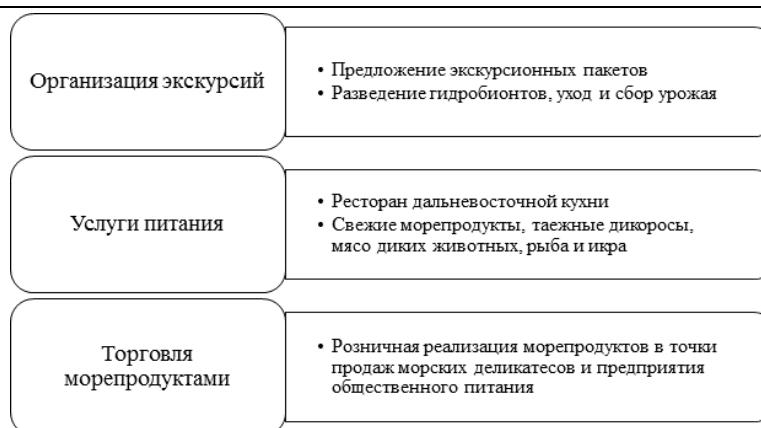 Организация экскурсий
• Предложение экскурсионных пакетов
• Разведение гидробионтов, уход и сбор урожая
Услуги питания
• Ресторан дальневосточной кухни
• Свежие морепродукты, таежные дикоросы,
мясо диких животных, рыба и икра
Торговля
морепродуктами
• Розничная реализация морепродуктов в точки
продаж морских деликатесов и предприятия
общественного питания